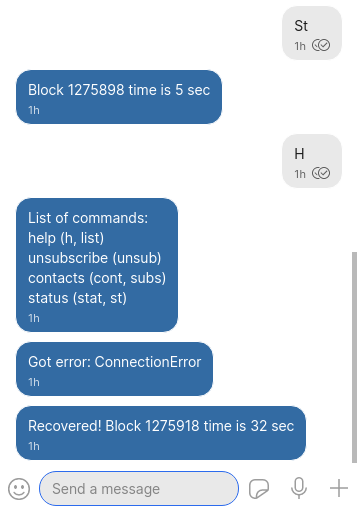 St
1h
Block 1275898 time is 5 sec
1h
H
1h
List of commands:
help (h, list)
unsubscribe (unsub)
contacts (cont, subs)
status (stat, st)
1h
Got error: ConnectionError
1h
Recovered! Block 1275918 time is 32 sec
1h
Send a message